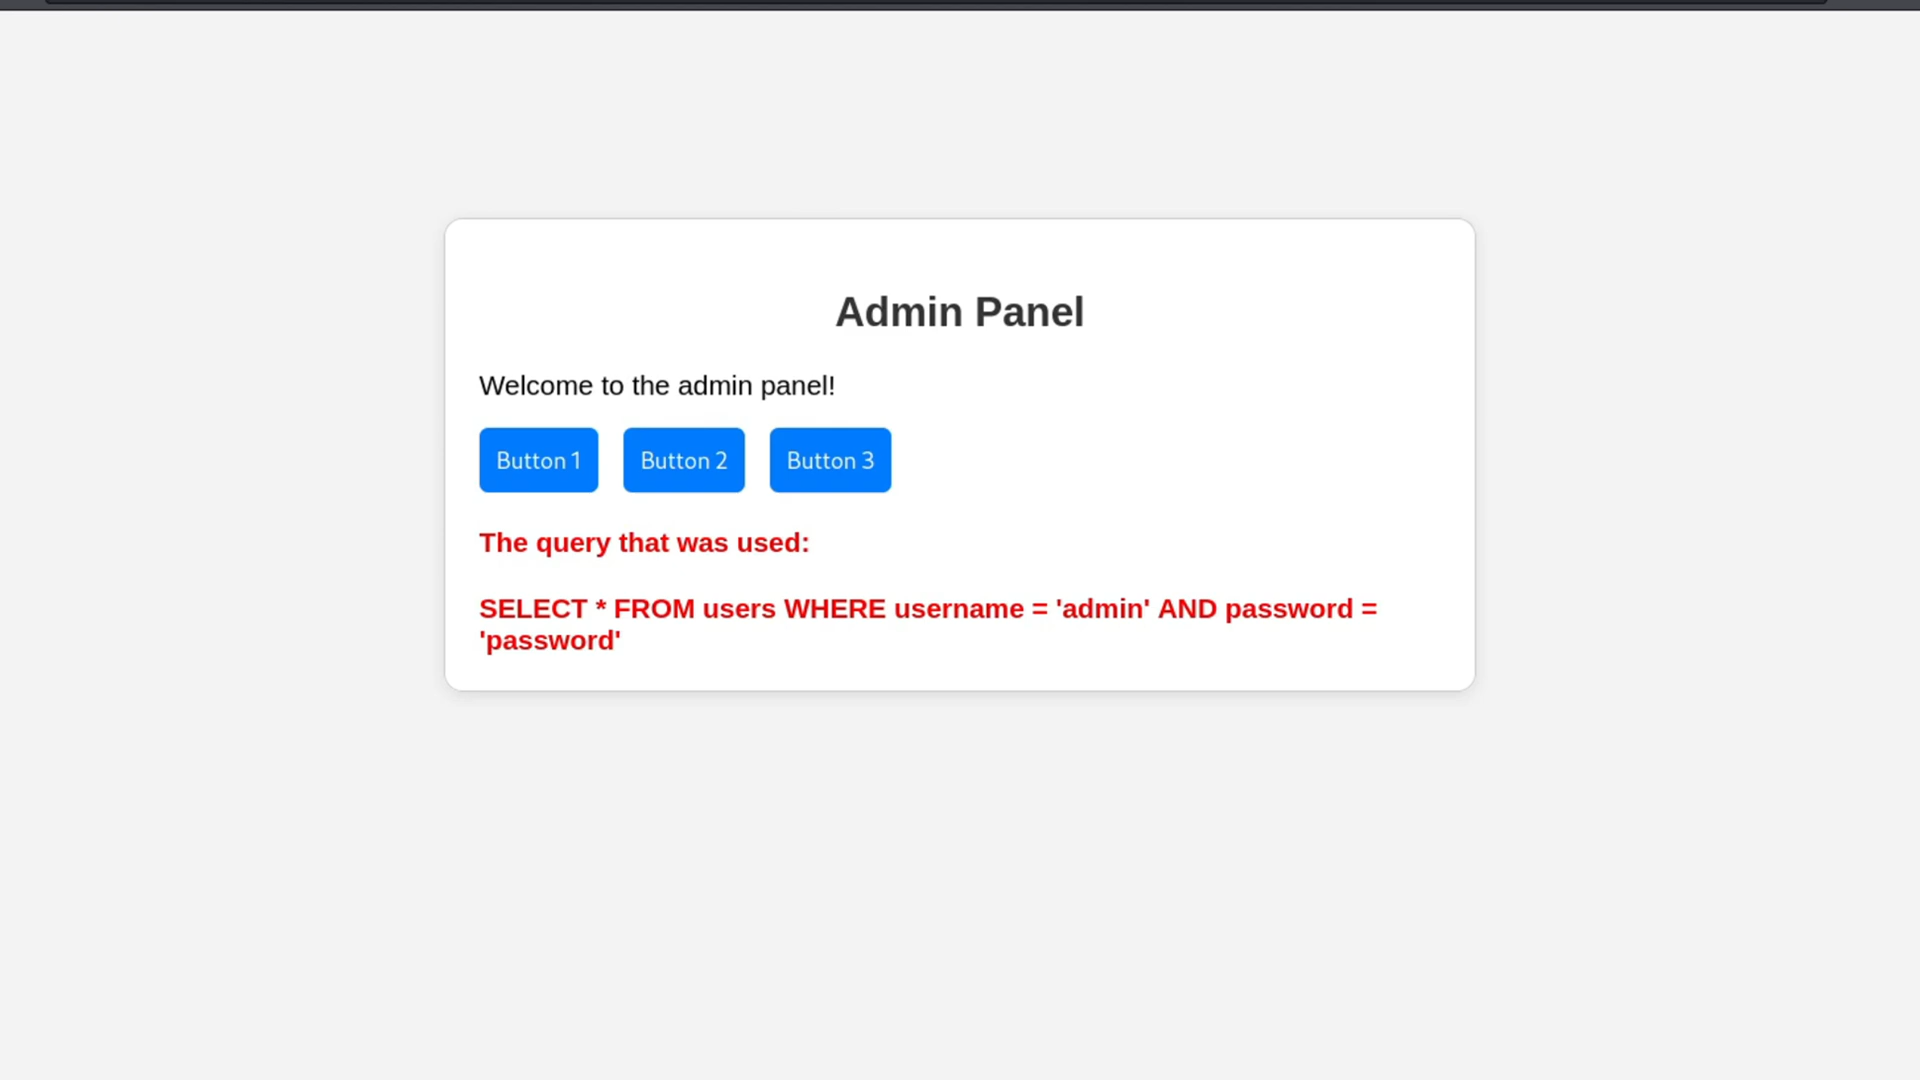 Admin Panel
Welcome to the admin panel!
Button 1 Button 2 Button 3
The query that was used:
SELECT * FROM users WHERE username = 'admin' AND password =
'password'